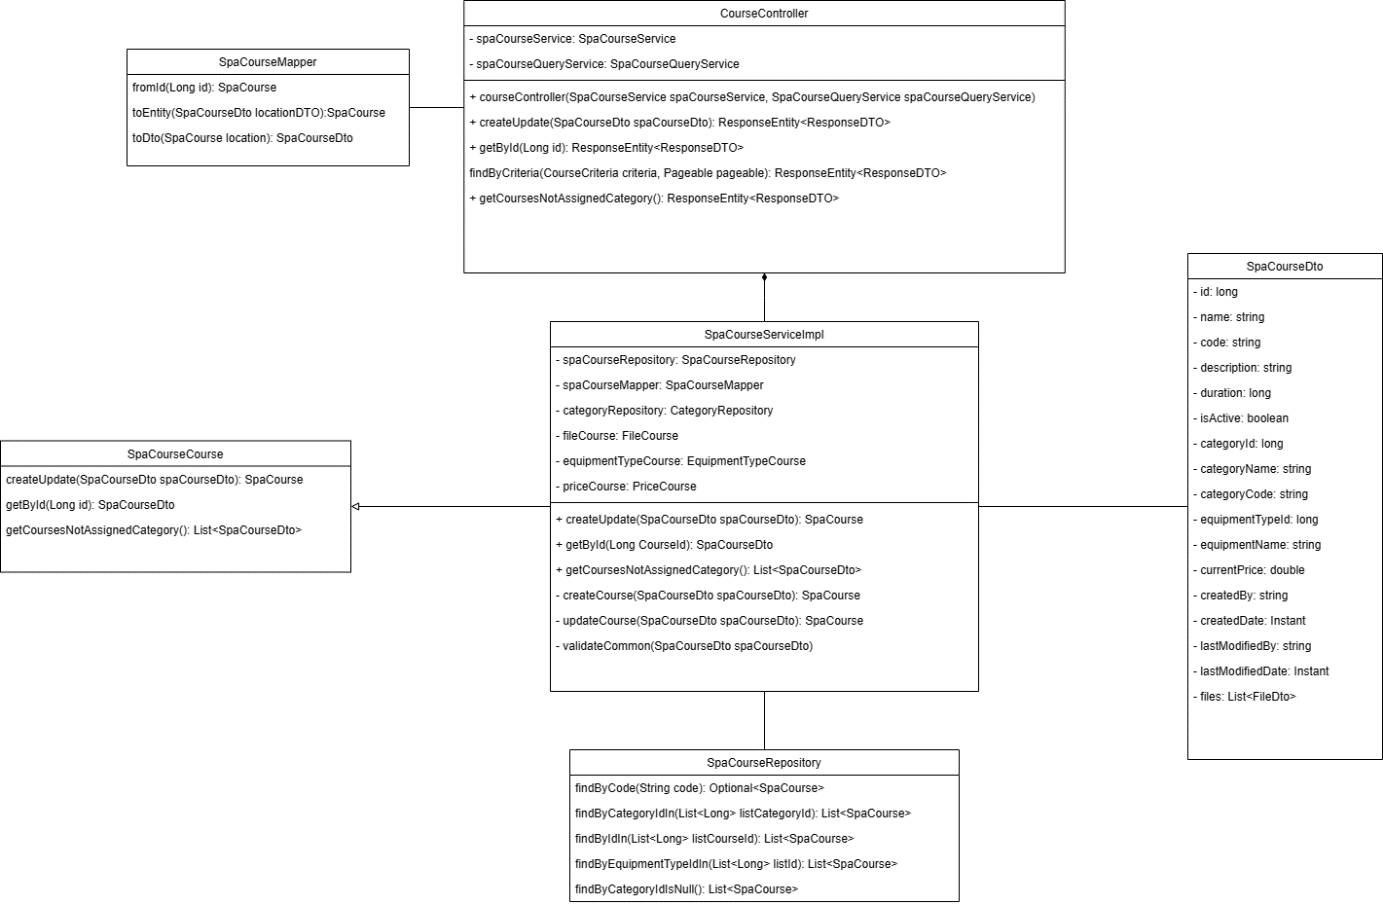 CourseController
- spaCourseService: SpaCourseService
- spaCourseQueryService: SpaCourseQueryService
+ courseController(SpaCourseService spaCourseService, SpaCourseQueryService spaCourseQueryService)
+ createUpdate(SpaCourseDto spaCourseDto): ResponseEntity<ResponseDTO>
+ getById(Long id): ResponseEntity<ResponseDTO>
findByCriteria(CourseCriteria criteria, Pageable pageable): ResponseEntity<ResponseDTO>
+ getCoursesNotAssignedCategory(): ResponseEntity<ResponseDTO>
SpaCourseMapper
fromId(Long id): SpaCourse
toEntity(SpaCourseDto locationDTO):SpaCourse
toDto(SpaCourse location): SpaCourseDto
SpaCourseServiceImpl
- spaCourseRepository: SpaCourseRepository
- spaCourseMapper: SpaCourseMapper
- categoryRepository: CategoryRepository
- fileCourse: FileCourse
- equipmentTypeCourse: EquipmentTypeCourse
- priceCourse: PriceCourse
+ createUpdate(SpaCourseDto spaCourseDto): SpaCourse
+ getById(Long CourseId): SpaCourseDto
+ getCoursesNotAssignedCategory(): List<SpaCourseDto>
- createCourse(SpaCourseDto spaCourseDto): SpaCourse
- updateCourse(SpaCourseDto spaCourseDto): SpaCourse
- validateCommon(SpaCourseDto spaCourseDto)
SpaCourseCourse
createUpdate(SpaCourseDto spaCourseDto): SpaCourse
getById(Long id): SpaCourseDto
getCoursesNotAssignedCategory(): List<SpaCourseDto>
SpaCourseDto
- id: long
- name: string
- code: string
- description: string
- duration: long
- isActive: boolean
- categoryId: long
- categoryName: string
- categoryCode: string
- equipmentTypeId: long
- equipmentName: string
- currentPrice: double
- createdBy: string
- createdDate: Instant
- lastModifiedBy: string
- lastModifiedDate: Instant
- files: List<FileDto>
SpaCourseRepository
findByCode(String code): Optional<SpaCourse>
findByCategoryIdIn(List<Long> listCategoryId): List<SpaCourse>
findByIdIn(List<Long> listCourseId): List<SpaCourse>
findByEquipmentTypeIdIn(List<Long> listId): List<SpaCourse>
findByCategoryIdIsNull(): List<SpaCourse>